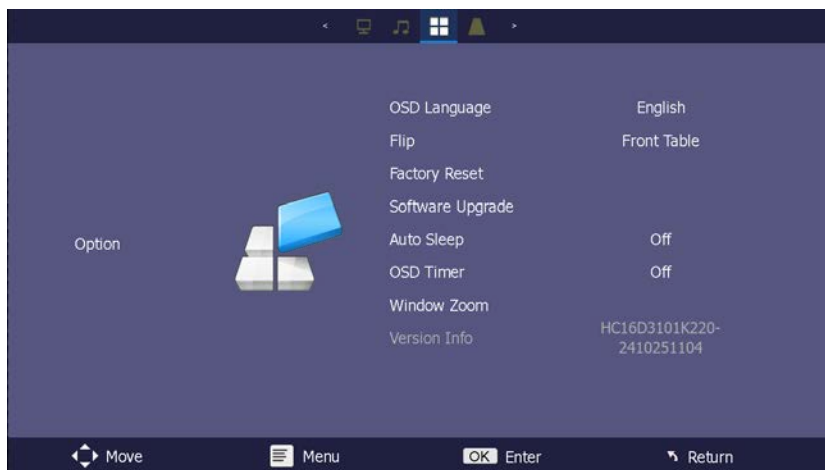 OSD Language English
Flip Front Table
Factory Reset
Software Upgrade
Option
Auto Sleep Off
OSD Timer Off
Window Zoom
Version Info HC16D3101K220-
2410251104
Move Menu OK Enter Return